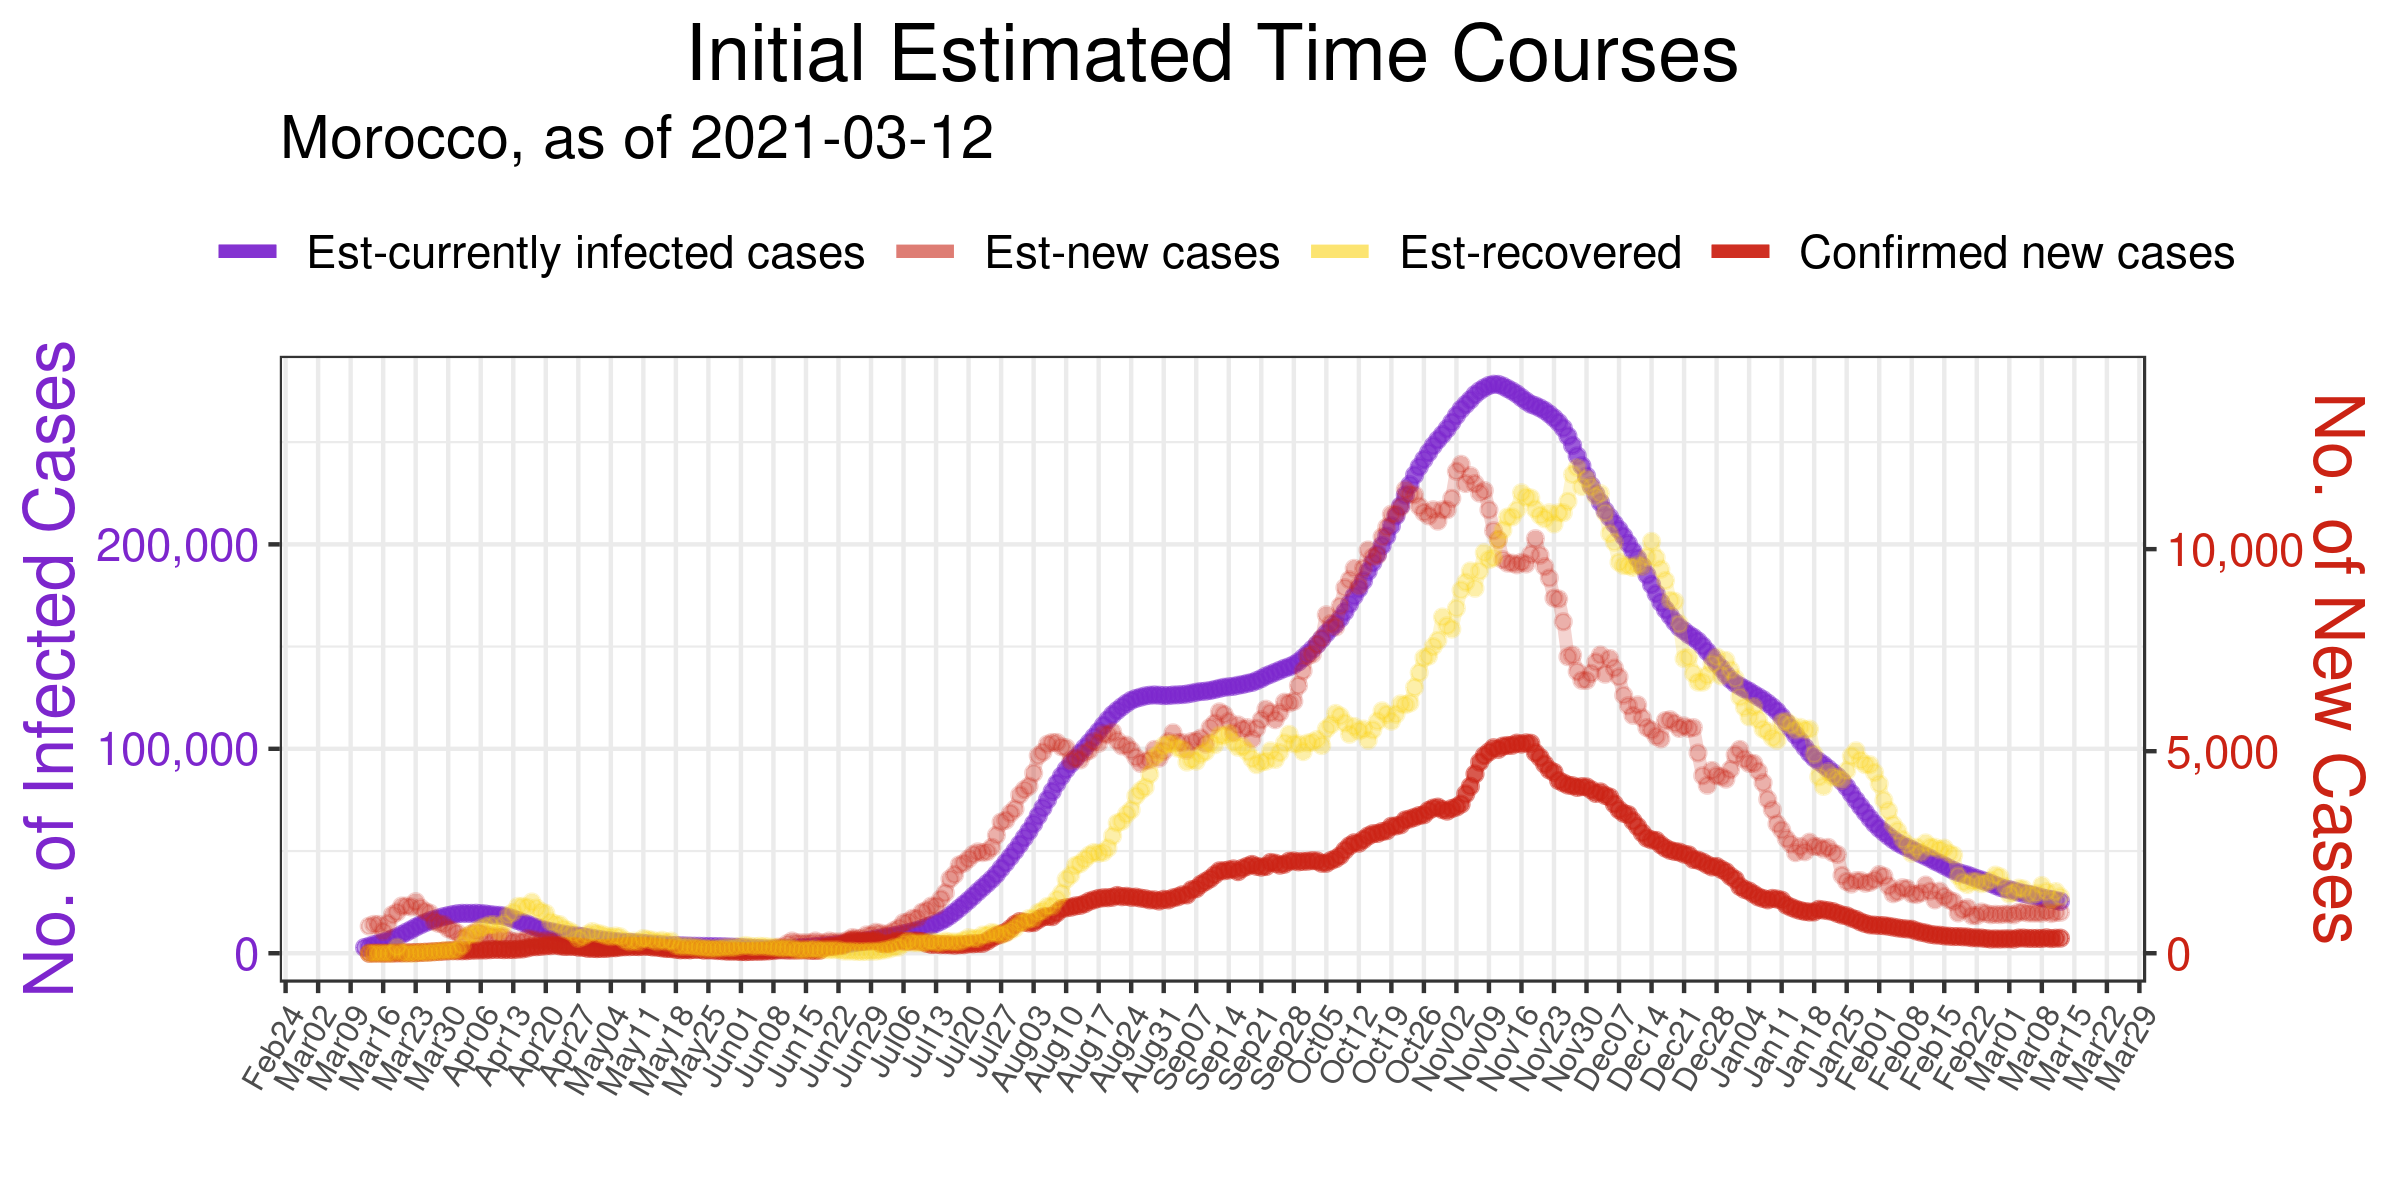 Initial Estimated Time Courses
Morocco, as of 2021-03-12
Est-currently infected cases Est-new cases Est-recovered Confirmed new cases
No. of Infected Cases
200,000
100,000
0
10,000
5,000
0
No. of New Cases
Feb24 Mar02 Mar09 Mar16 Mar23 Mar30 Apr06 Apr13 Apr20 Apr27 May04 May11 May18 May25 Jun01 Jun08 Jun15 Jun22 Jun29 Jul06 Jul13 Jul20 Jul27 Aug03 Aug10 Aug17 Aug24 Aug31 Sep07 Sep14 Sep21 Sep28 Oct05 Oct12 Oct19 Oct26 Nov02 Nov09 Nov16 Nov23 Nov30 Dec07 Dec14 Dec21 Dec28 Jan04 Jan11 Jan18 Jan25 Feb01 Feb08 Feb15 Feb22 Mar01 Mar08 Mar15 Mar22 Mar29